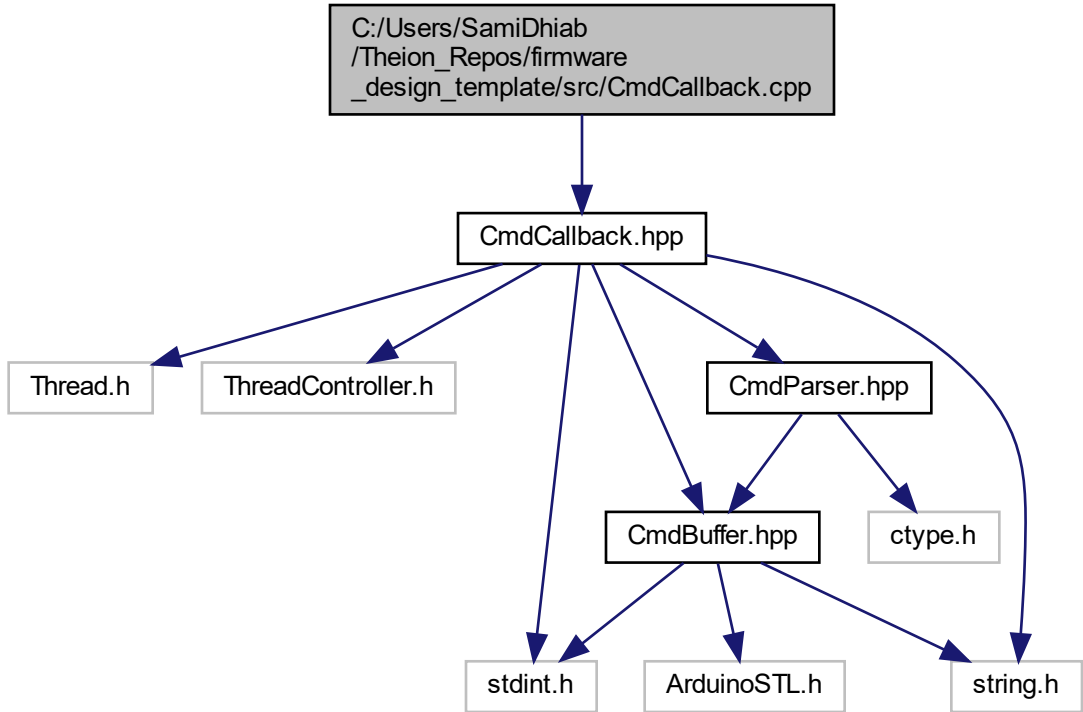 C:/Users/SamiDhiab
/Theion_Repos/firmware
_design_template/src/CmdCallback.cpp
CmdCallback.hpp
Thread.h
ThreadController.h
CmdParser.hpp
CmdBuffer.hpp
ctype.h
stdint.h
ArduinoSTL.h
string.h